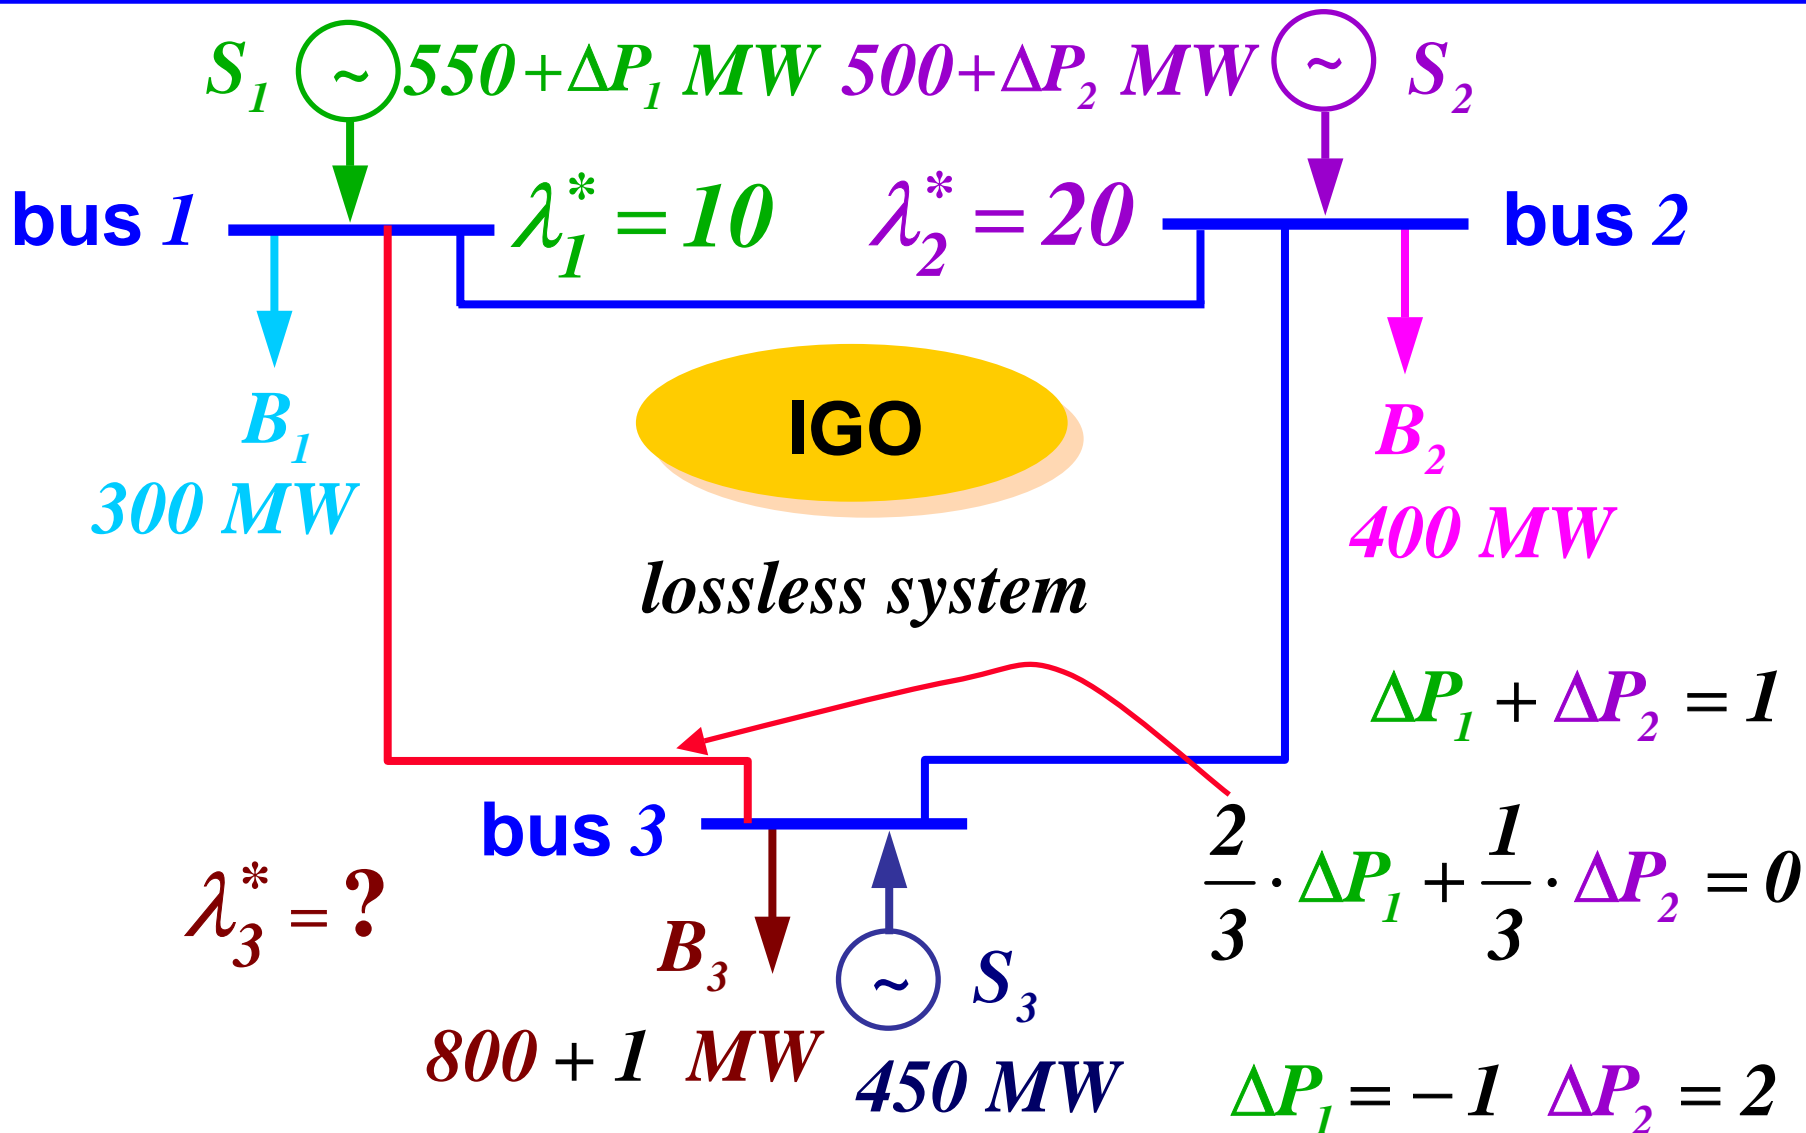 S₁ ~ 550 + ΔP₁ MW 500 + ΔP₂ MW ~ S₂
bus 1 λ₁* = 10 λ₂* = 20 bus 2
B₁
300 MW
IGO
B₂
400 MW
lossless system
ΔP₁ + ΔP₂ = 1
bus 3
2/3 · ΔP₁ + 1/3 · ΔP₂ = 0
λ₃* = ?
B₃ ~ S₃
800 + 1 MW 450 MW
ΔP₁ = − 1 ΔP₂ = 2